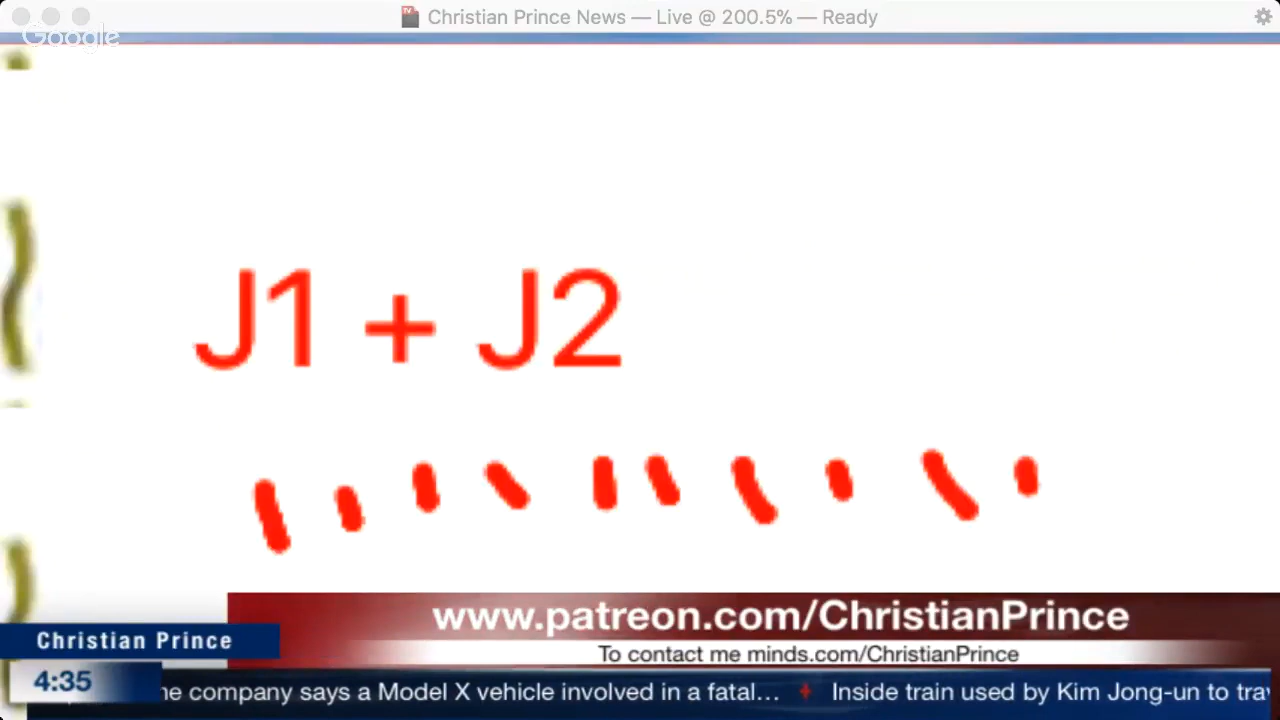 Christian Prince News — Live @ 200.5% — Ready
Google
J1 + J2
www.patreon.com/ChristianPrince
To contact me minds.com/ChristianPrince
Christian Prince
4:35
company says a Model X vehicle involved in a fatal... Inside train used by Kim Jong-un to